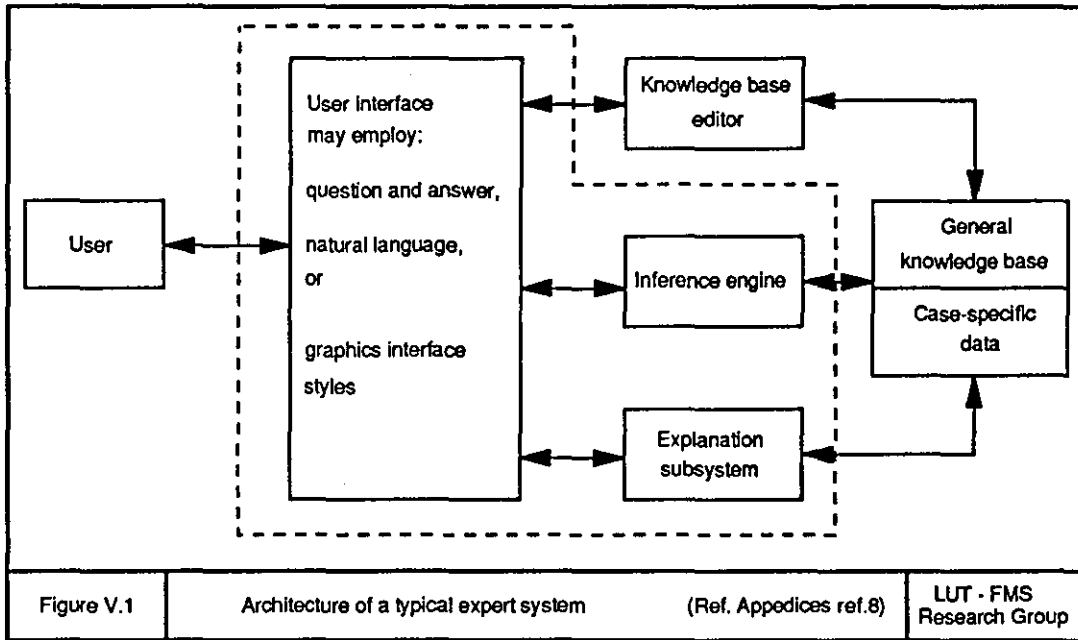 User
User interface
may employ:
question and answer,
natural language,
or
graphics interface
styles
Knowledge base
editor
Inference engine
Explanation
subsystem
General
knowledge base
Case-specific
data
Figure V.1
Architecture of a typical expert system
(Ref. Appedices ref.8)
LUT - FMS
Research Group